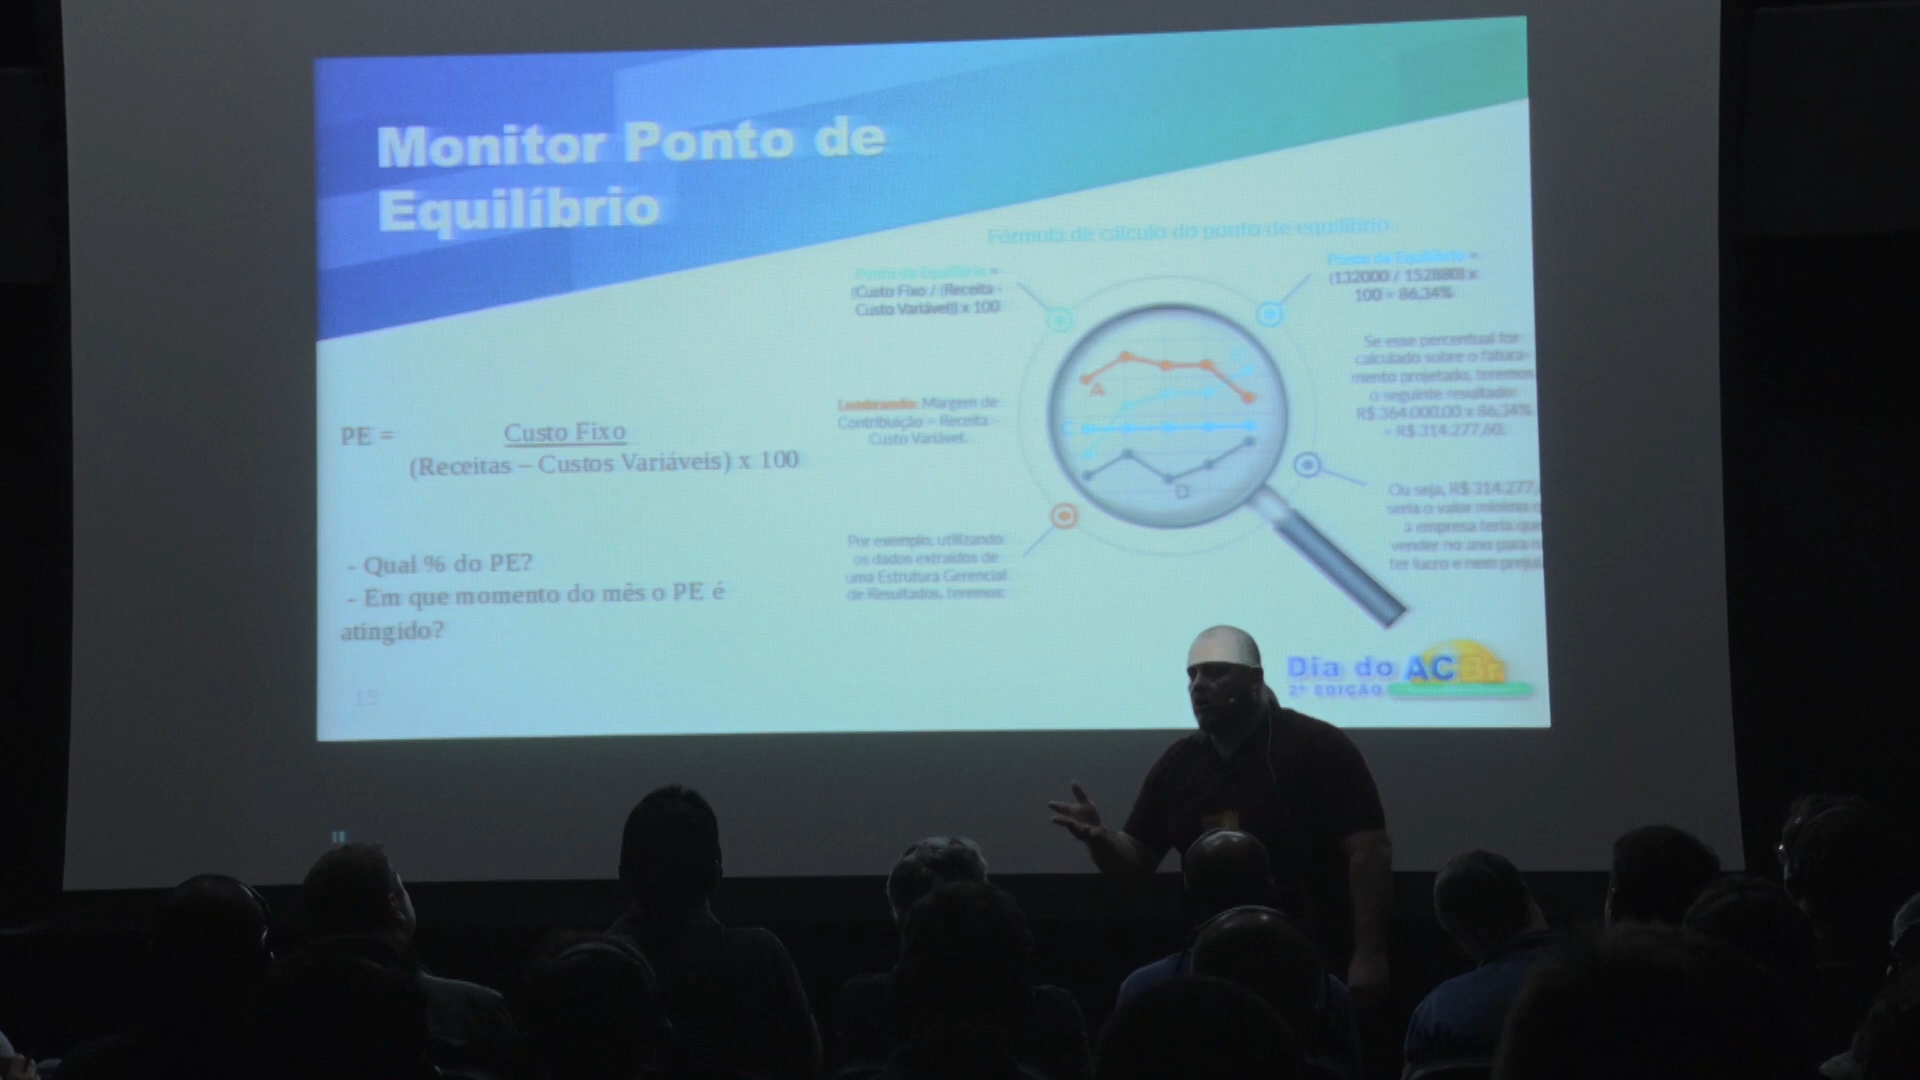 Monitor Ponto de
Equilíbrio
Fórmula de cálculo do ponto de equilíbrio
Ponto de Equilíbrio =
(Custo Fixo / (Receita -
Custo Variável)) x 100
Ponto de Equilíbrio =
(132000 / 152880) x
100 = 86,34%
Se esse percentual for
calculado sobre o fatura-
mento projetado, teremos
o seguinte resultado:
R$ 364.000,00 x 86,34%
= R$ 314.277,60.
Lembrando: Margem de
Contribuição = Receita -
Custo Variável.
PE =
Custo Fixo
(Receitas – Custos Variáveis) x 100
A
B
C
D
Ou seja, R$ 314.277,
seria o valor mínimo
a empresa teria que
vender no ano para
ter lucro e nem
Por exemplo, utilizando
os dados extraídos de
uma Estrutura Gerencial
de Resultados, teremos:
- Qual % do PE?
- Em que momento do mês o PE é
atingido?
15
Dia do ACBr
2ª EDIÇÃO